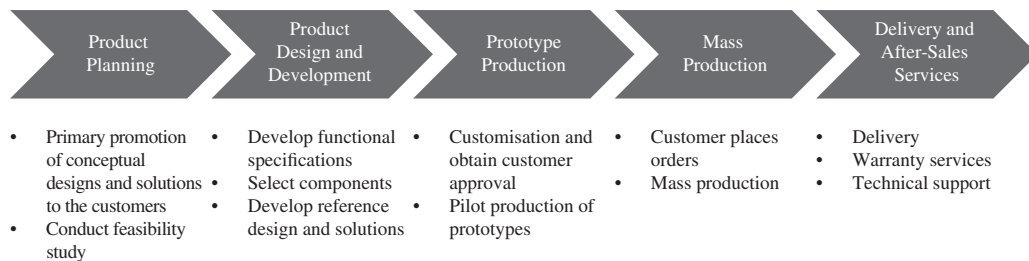 Product
Planning
Product
Design and
Development
Prototype
Production
Mass
Production
Delivery and
After-Sales
Services
• Primary promotion
of conceptual
designs and solutions
to the customers
• Conduct feasibility
study
• Develop functional
specifications
• Select components
• Develop reference
design and solutions
• Customisation and
obtain customer
approval
• Pilot production of
prototypes
• Customer places
orders
• Mass production
• Delivery
• Warranty services
• Technical support